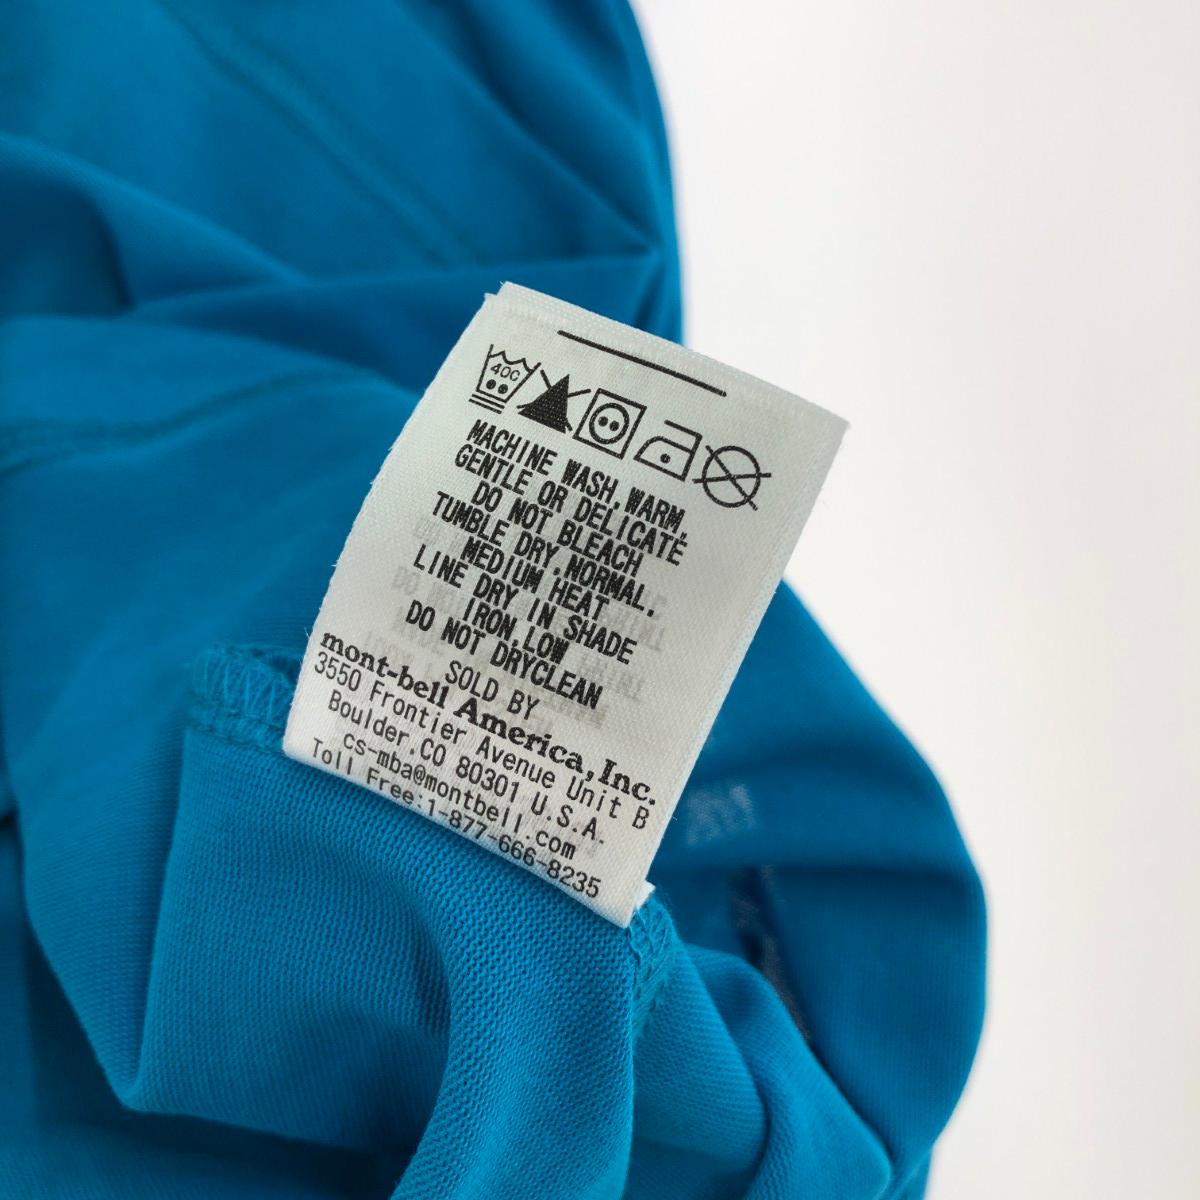 40C
MACHINE WASH,WARM,
GENTLE OR DELICATE
DO NOT BLEACH
TUMBLE DRY,NORMAL.
MEDIUM HEAT
LINE DRY IN SHADE
IRON,LOW
DO NOT DRYCLEAN
SOLD BY
mont-bell America,Inc.
3550 Frontier Avenue Unit B
Boulder.CO 80301 U.S.A.
cs-mba@montbell.com
Toll Free:1-877-666-8235